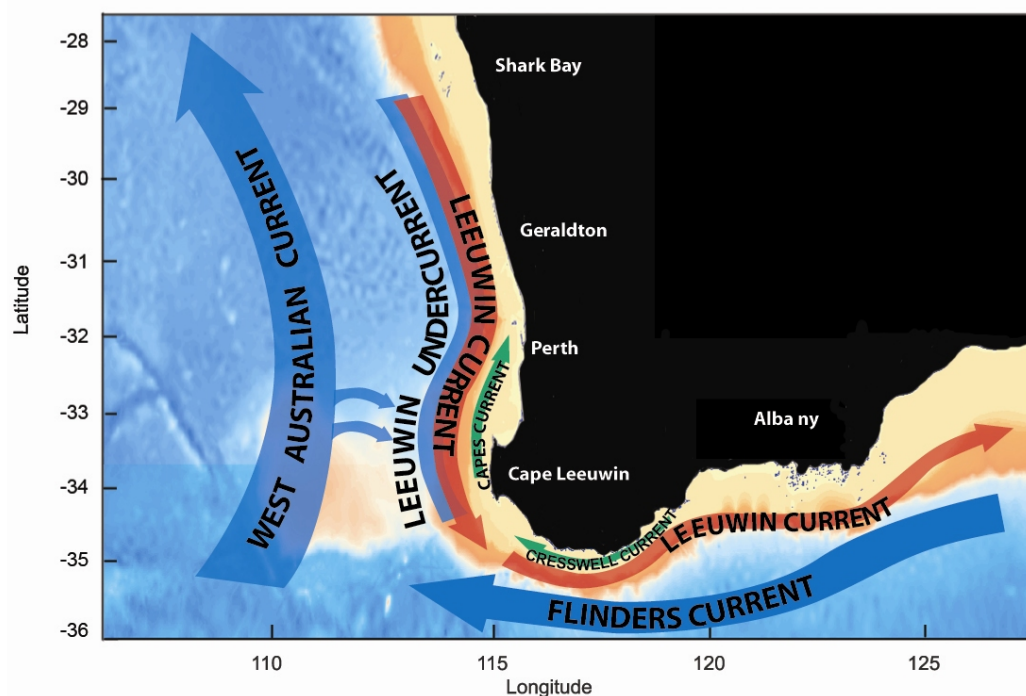 -28
-29
-30
-31
-32
-33
-34
-35
-36
Latitude
Shark Bay
Geraldton
Perth
Alba ny
Cape Leeuwin
WEST AUSTRALIAN CURRENT
LEEUWIN UNDERCURRENT
LEEUWIN CURRENT
CAPES CURRENT
CRESSWELL CURRENT
LEEUWIN CURRENT
FLINDERS CURRENT
110
115
120
125
Longitude